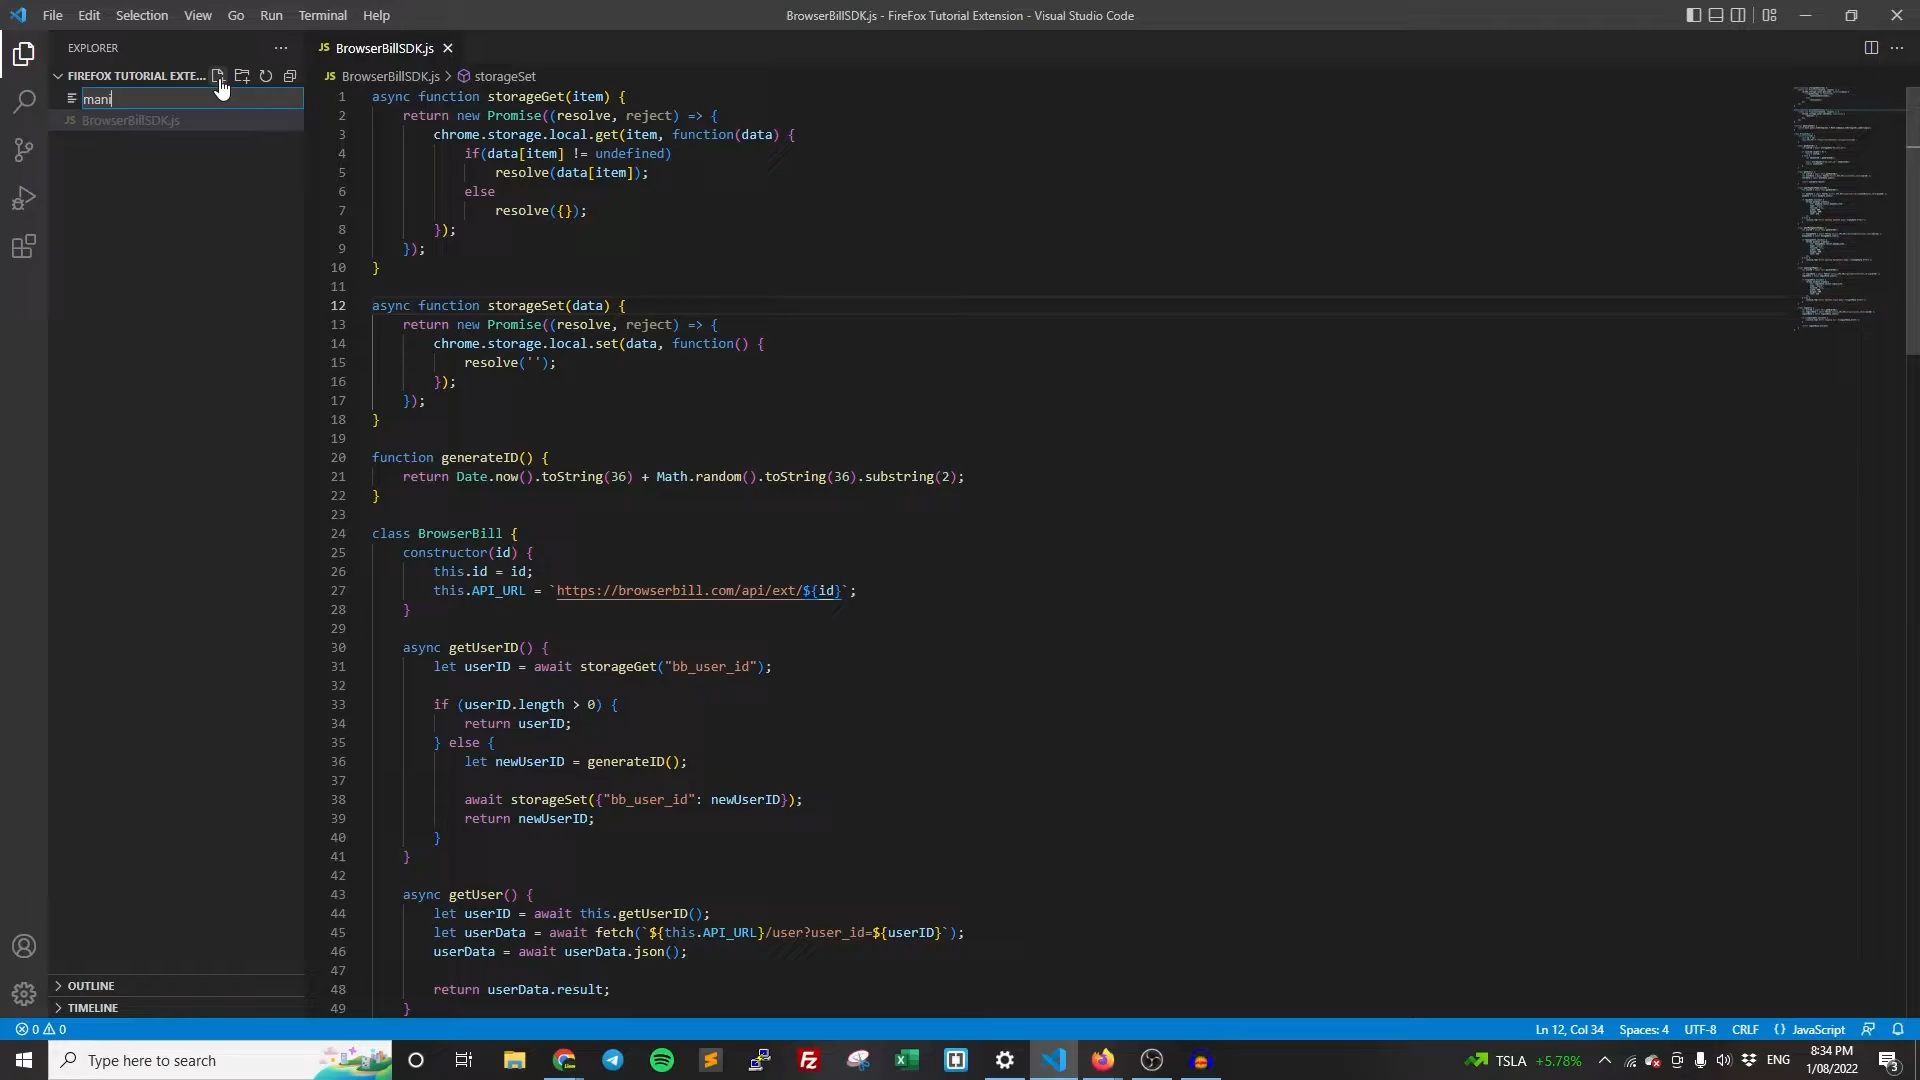 File Edit Selection View Go Run Terminal Help
BrowserBillSDK.js - FireFox Tutorial Extension - Visual Studio Code
EXPLORER
FIREFOX TUTORIAL EXTE...
mani
BrowserBillSDK.js
OUTLINE
TIMELINE
JS BrowserBillSDK.js
JS BrowserBillSDK.js > storageSet
1 async function storageGet(item) {
2 return new Promise((resolve, reject) => {
3 chrome.storage.local.get(item, function(data) {
4 if(data[item] != undefined)
5 resolve(data[item]);
6 else
7 resolve({});
8 });
9 });
10 }
11
12 async function storageSet(data) {
13 return new Promise((resolve, reject) => {
14 chrome.storage.local.set(data, function() {
15 resolve('');
16 });
17 });
18 }
19
20 function generateID() {
21 return Date.now().toString(36) + Math.random().toString(36).substring(2);
22 }
23
24 class BrowserBill {
25 constructor(id) {
26 this.id = id;
27 this.API_URL = `https://browserbill.com/api/ext/${id}`;
28 }
29
30 async getUserID() {
31 let userID = await storageGet("bb_user_id");
32
33 if (userID.length > 0) {
34 return userID;
35 } else {
36 let newUserID = generateID();
37
38 await storageSet({"bb_user_id": newUserID});
39 return newUserID;
40 }
41 }
42
43 async getUser() {
44 let userID = await this.getUserID();
45 let userData = await fetch(`${this.API_URL}/user?user_id=${userID}`);
46 userData = await userData.json();
47
48 return userData.result;
49 }
0 0
Ln 12, Col 34 Spaces: 4 UTF-8 CRLF {} JavaScript
Type here to search
TSLA +5.78%
ENG
8:34 PM
1/08/2022
3